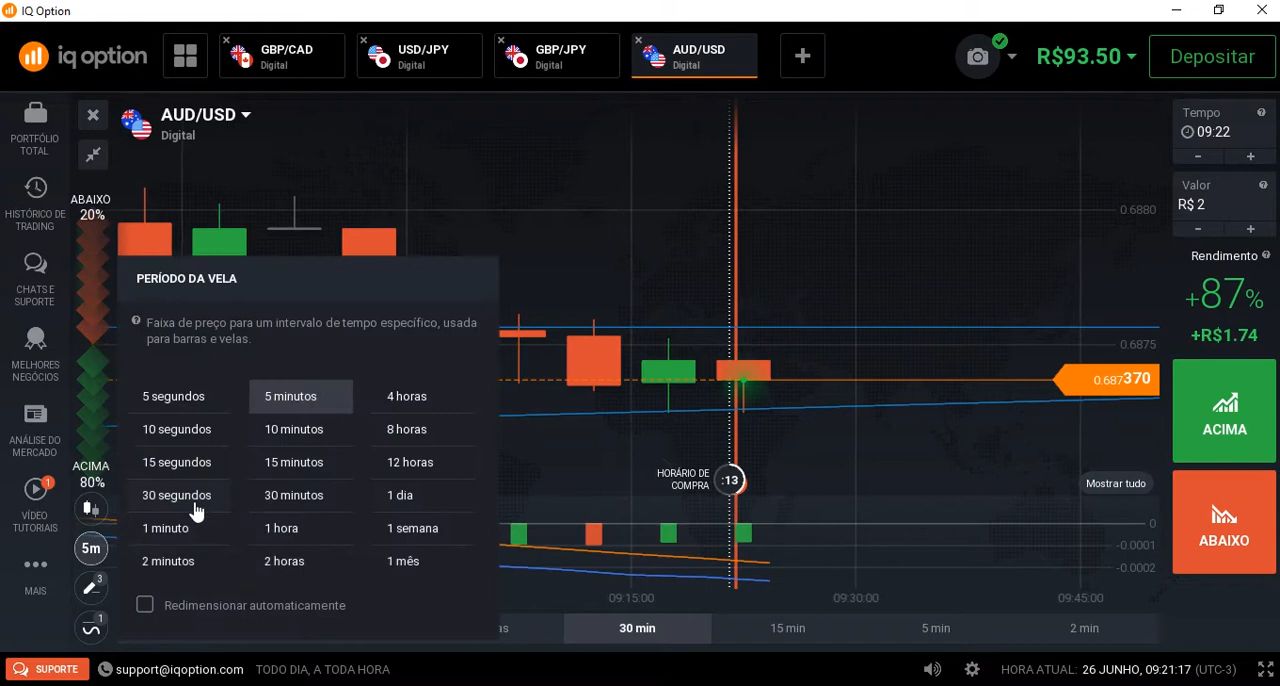 IQ Option
iq option
GBP/CAD
Digital
USD/JPY
Digital
GBP/JPY
Digital
AUD/USD
Digital
R$93.50
Depositar
PORTFÓLIO
TOTAL
HISTÓRICO DE
TRADING
CHATS E
SUPORTE
MELHORES
NEGÓCIOS
ANÁLISE DO
MERCADO
1
VÍDEO
TUTORIAIS
MAIS
AUD/USD
Digital
ABAIXO
20%
ACIMA
80%
5m
3
1
PERÍODO DA VELA
Faixa de preço para um intervalo de tempo específico, usada
para barras e velas.
5 segundos 5 minutos 4 horas
10 segundos 10 minutos 8 horas
15 segundos 15 minutos 12 horas
30 segundos 30 minutos 1 dia
1 minuto 1 hora 1 semana
2 minutos 2 horas 1 mês
Redimensionar automaticamente
0.6880
0.6875
0.687370
HORÁRIO DE
COMPRA
:13
Mostrar tudo
0
-0.0001
-0.0002
09:15:00 09:30:00 09:45:00
as 30 min 15 min 5 min 2 min
Tempo
09:22
- +
Valor
R$ 2
- +
Rendimento
+87%
+R$1.74
ACIMA
ABAIXO
SUPORTE
support@iqoption.com
TODO DIA, A TODA HORA
HORA ATUAL: 26 JUNHO, 09:21:17 (UTC-3)